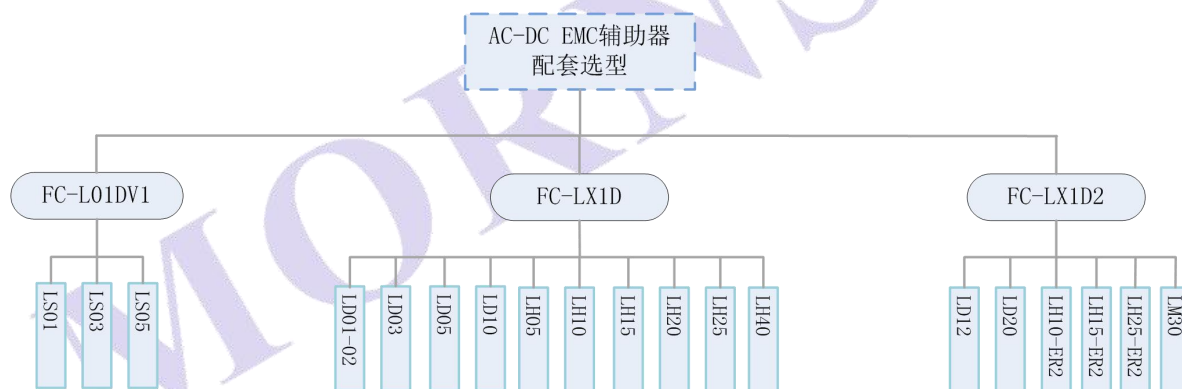 AC-DC EMC辅助器
配套选型
FC-L01DV1
FC-LX1D
FC-LX1D2
LS01
LS03
LS05
LD01-02
LD03
LD05
LD10
LH05
LH10
LH15
LH20
LH25
LH40
LD12
LD20
LH10-ER2
LH15-ER2
LH25-ER2
LM30
MORNS